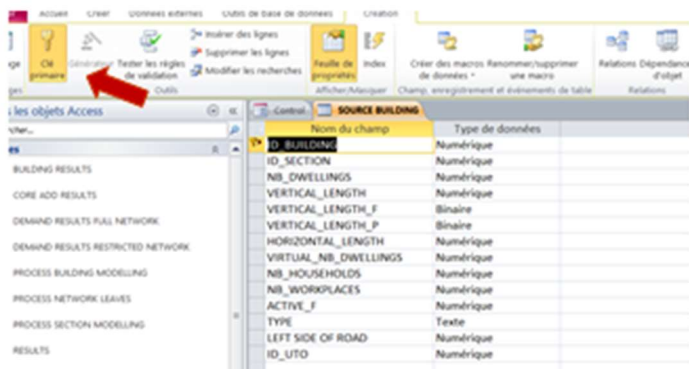 Accueil Créer Données externes Outils de base de données Création
Clé primaire
Générateur
Tester les règles de validation
Insérer des lignes
Supprimer les lignes
Modifier les recherches
Outils
Feuille de propriétés
Index
Afficher/Masquer
Créer des macros de données
Renommer/supprimer une macro
Champ, enregistrement et événements de table
Relations
Dépendances d'objet
Relations
les objets Access
Control
SOURCE BUILDING
BUILDING RESULTS
CORE ADD RESULTS
DEMAND RESULTS FULL NETWORK
DEMAND RESULTS RESTRICTED NETWORK
PROCESS BUILDING MODELLING
PROCESS NETWORK LEAVES
PROCESS SECTION MODELLING
RESULTS
Nom du champ Type de données
ID_BUILDING Numérique
ID_SECTION Numérique
NB_DWELLINGS Numérique
VERTICAL_LENGTH Numérique
VERTICAL_LENGTH_F Binaire
VERTICAL_LENGTH_P Binaire
HORIZONTAL_LENGTH Numérique
VIRTUAL_NB_DWELLINGS Numérique
NB_HOUSEHOLDS Numérique
NB_WORKPLACES Numérique
ACTIVE_F Numérique
TYPE Texte
LEFT SIDE OF ROAD Numérique
ID_UTO Numérique